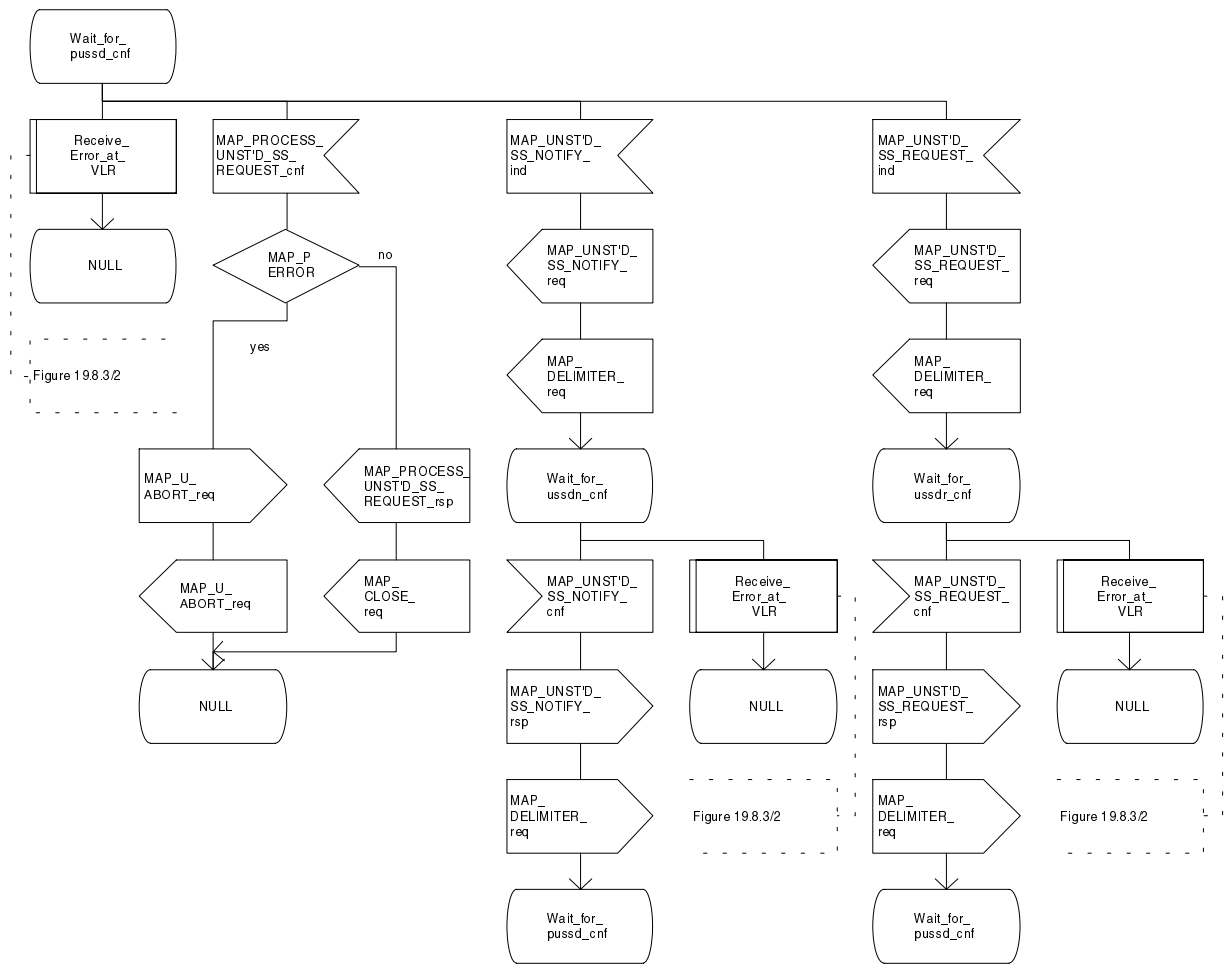 Wait_for_
pussd_cnf
Receive_
Error_at_
VLR
MAP_PROCESS_
UNST'D_SS_
REQUEST_cnf
MAP_UNST'D_
SS_NOTIFY_
ind
MAP_UNST'D_
SS_REQUEST_
ind
NULL
MAP_P
ERROR
no
yes
MAP_UNST'D_
SS_NOTIFY_
req
MAP_UNST'D_
SS_REQUEST_
req
Figure 19.8.3/2
MAP_
DELIMITER_
req
MAP_
DELIMITER_
req
MAP_U_
ABORT_req
MAP_PROCESS_
UNST'D_SS_
REQUEST_rsp
Wait_for_
ussdn_cnf
Wait_for_
ussdr_cnf
MAP_U_
ABORT_req
MAP_
CLOSE_
req
MAP_UNST'D_
SS_NOTIFY_
cnf
Receive_
Error_at_
VLR
MAP_UNST'D_
SS_REQUEST_
cnf
Receive_
Error_at_
VLR
NULL
MAP_UNST'D_
SS_NOTIFY_
rsp
NULL
MAP_UNST'D_
SS_REQUEST_
rsp
NULL
MAP_
DELIMITER_
req
Figure 19.8.3/2
MAP_
DELIMITER_
req
Figure 19.8.3/2
Wait_for_
pussd_cnf
Wait_for_
pussd_cnf